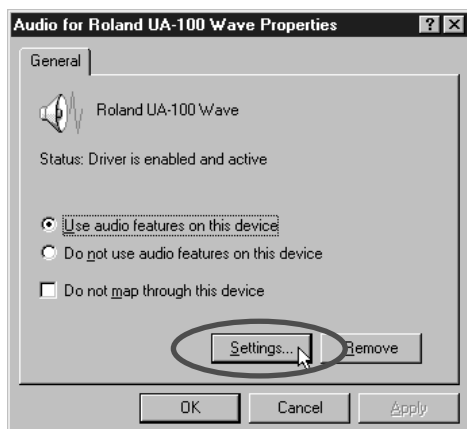 Audio for Roland UA-100 Wave Properties ? ×
General
Roland UA-100 Wave
Status: Driver is enabled and active
Use audio features on this device
Do not use audio features on this device
Do not map through this device
Settings... Remove
OK Cancel Apply